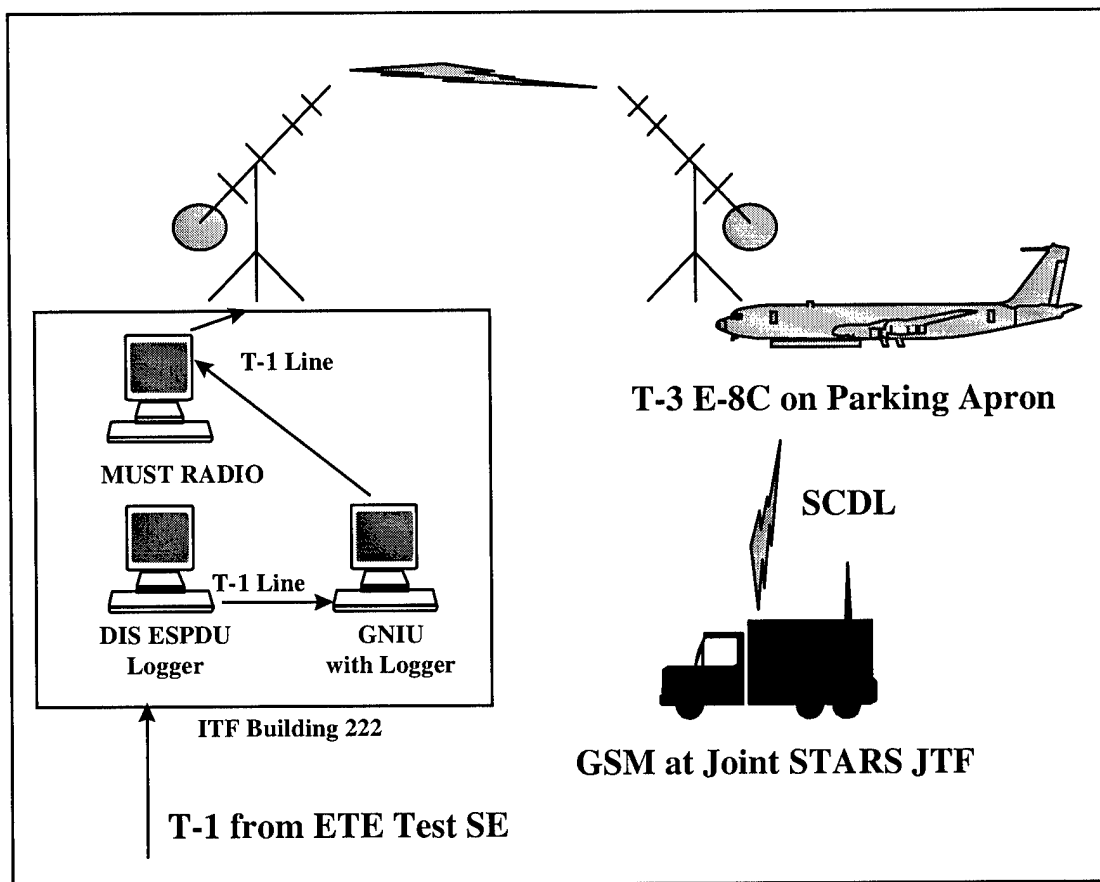 T-1 Line
MUST RADIO
T-1 Line
DIS ESPDU
Logger
GNIU
with Logger
ITF Building 222
T-1 from ETE Test SE
T-3 E-8C on Parking Apron
SCDL
GSM at Joint STARS JTF